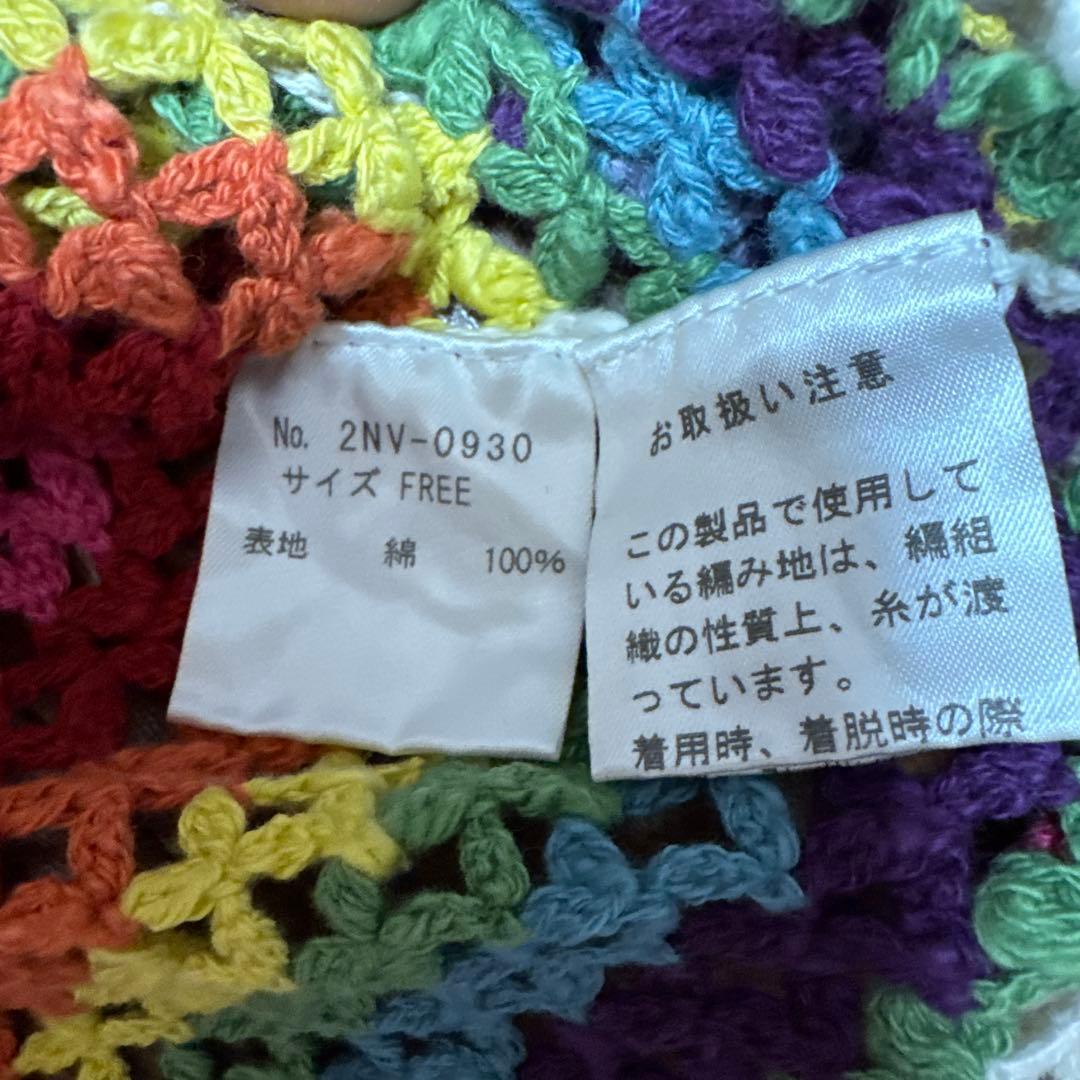 No. 2NV-0930
サイズ FREE
表地 綿 100%
お取扱い注意
この製品で使用して
いる編み地は、編組
織の性質上、糸が渡
っています。
着用時、着脱時の際